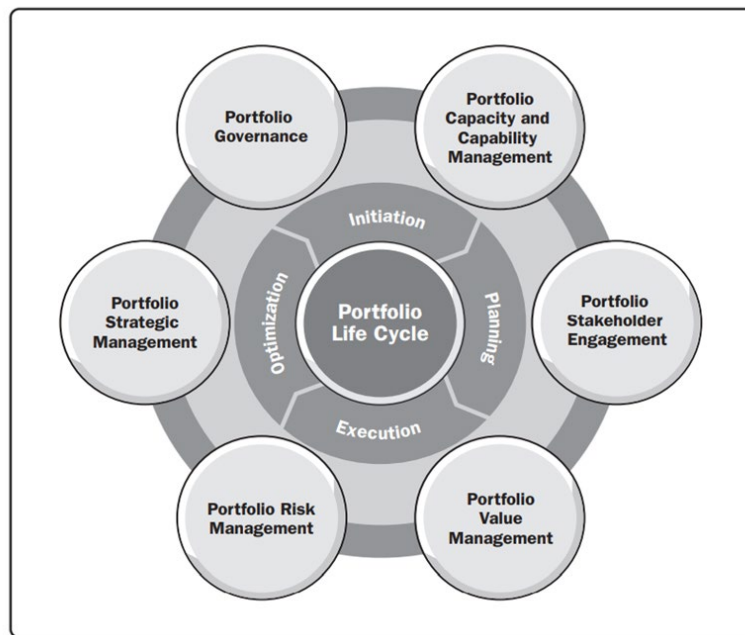 Portfolio
Governance
Portfolio
Capacity and
Capability
Management
Initiation
Portfolio
Strategic
Management
Optimization
Portfolio
Life Cycle
Planning
Portfolio
Stakeholder
Engagement
Execution
Portfolio Risk
Management
Portfolio
Value
Management